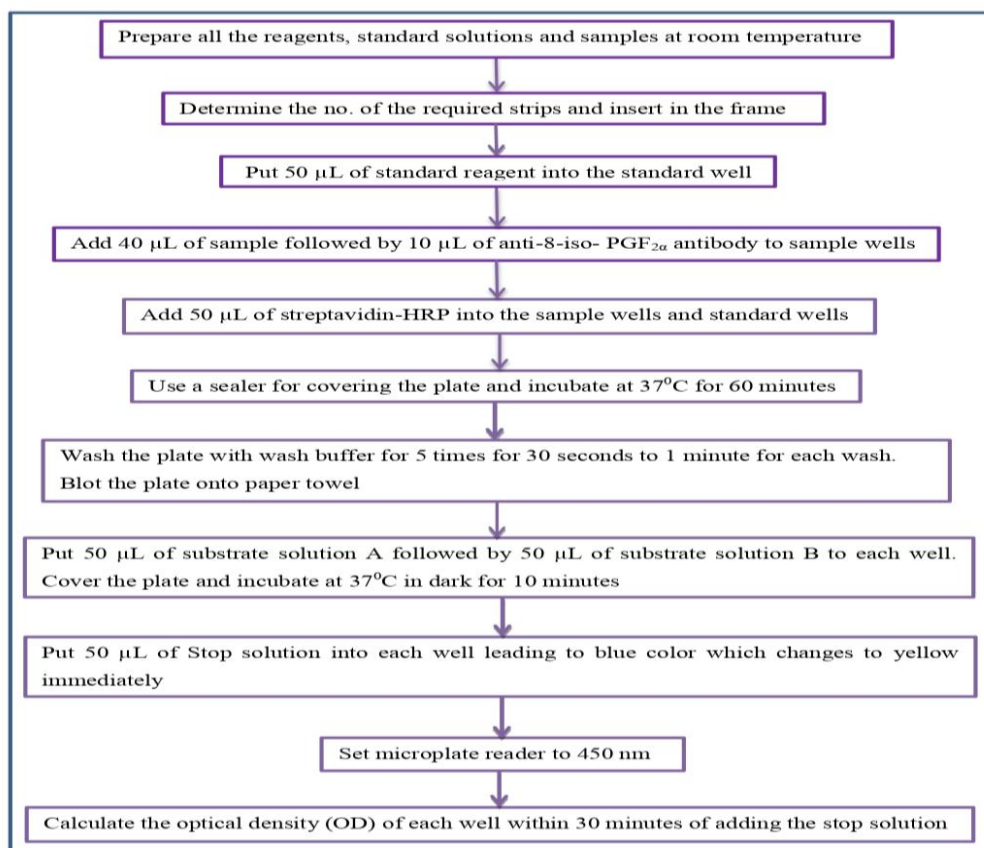 Prepare all the reagents, standard solutions and samples at room temperature
Determine the no. of the required strips and insert in the frame
Put 50 µL of standard reagent into the standard well
Add 40 µL of sample followed by 10 µL of anti-8-iso- PGF₂α antibody to sample wells
Add 50 µL of streptavidin-HRP into the sample wells and standard wells
Use a sealer for covering the plate and incubate at 37⁰C for 60 minutes
Wash the plate with wash buffer for 5 times for 30 seconds to 1 minute for each wash.
Blot the plate onto paper towel
Put 50 µL of substrate solution A followed by 50 µL of substrate solution B to each well.
Cover the plate and incubate at 37⁰C in dark for 10 minutes
Put 50 µL of Stop solution into each well leading to blue color which changes to yellow
immediately
Set microplate reader to 450 nm
Calculate the optical density (OD) of each well within 30 minutes of adding the stop solution